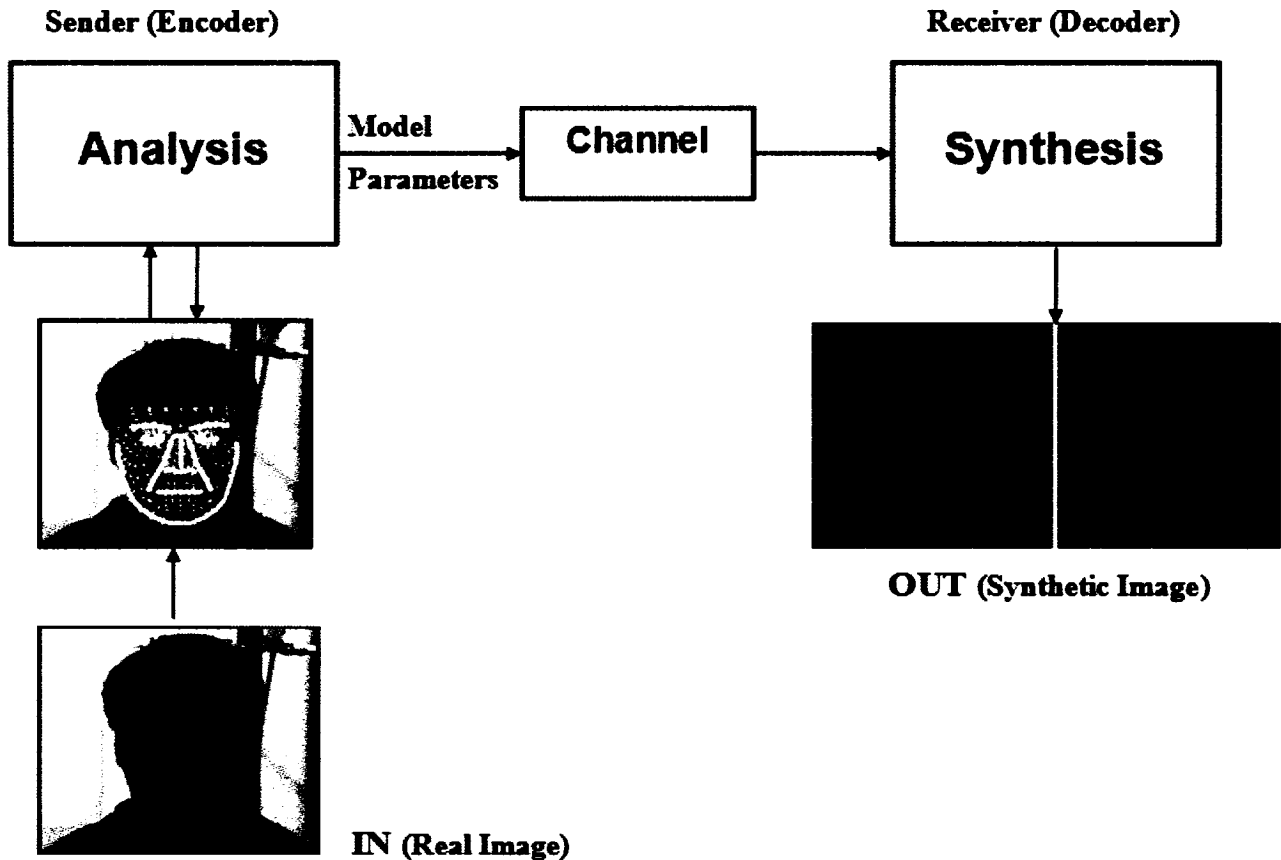 Sender (Encoder)
Receiver (Decoder)
Analysis
Model
Parameters
Channel
Synthesis
OUT (Synthetic Image)
IN (Real Image)